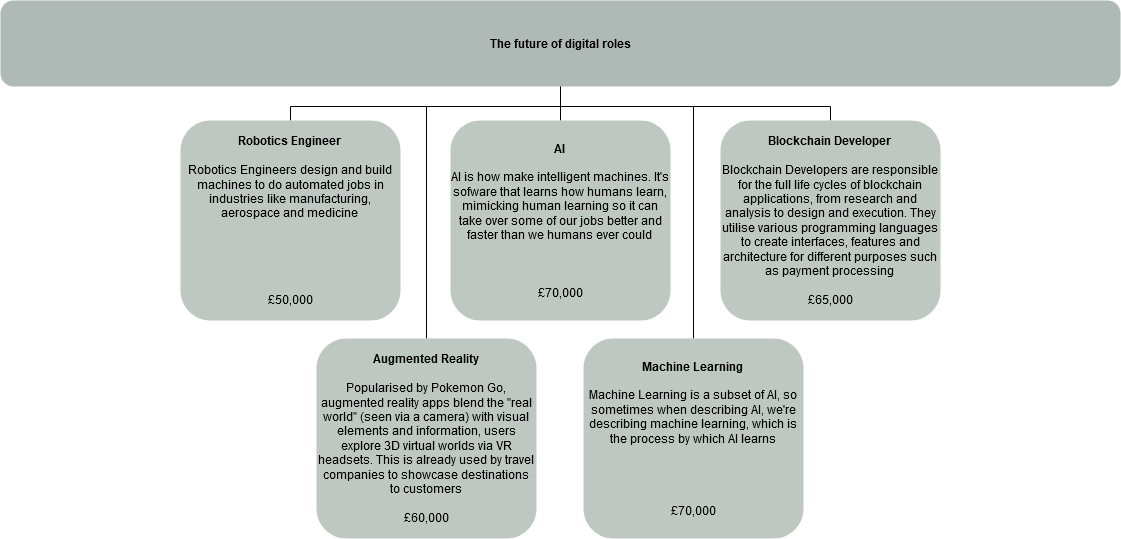 The future of digital roles
Robotics Engineer
Robotics Engineers design and build
machines to do automated jobs in
industries like manufacturing,
aerospace and medicine
£50,000
AI
AI is how make intelligent machines. It's
sofware that learns how humans learn,
mimicking human learning so it can
take over some of our jobs better and
faster than we humans ever could
£70,000
Blockchain Developer
Blockchain Developers are responsible
for the full life cycles of blockchain
applications, from research and
analysis to design and execution. They
utilise various programming languages
to create interfaces, features and
architecture for different purposes such
as payment processing
£65,000
Augmented Reality
Popularised by Pokemon Go,
augmented reality apps blend the "real
world" (seen via a camera) with visual
elements and information, users
explore 3D virtual worlds via VR
headsets. This is already used by travel
companies to showcase destinations
to customers
£60,000
Machine Learning
Machine Learning is a subset of AI, so
sometimes when describing AI, we're
describing machine learning, which is
the process by which AI learns
£70,000